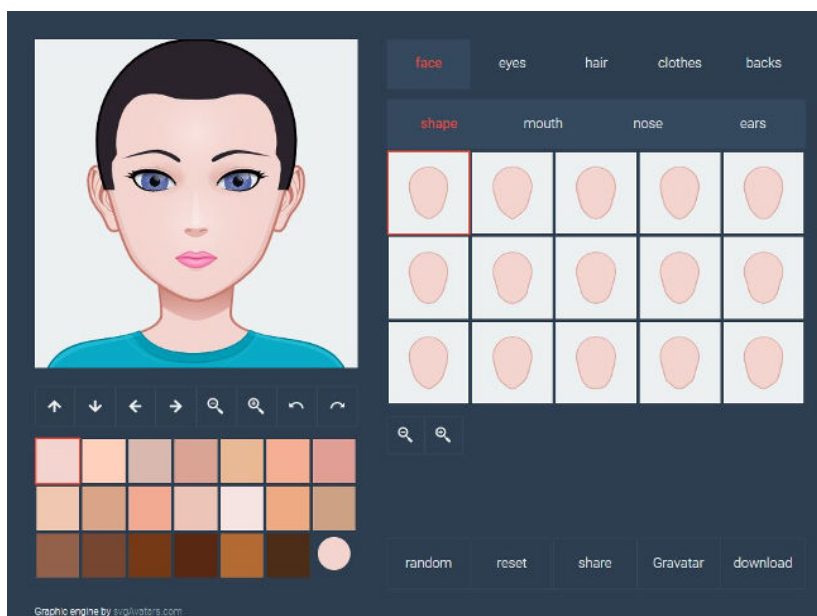 face eyes hair clothes backs
shape mouth nose ears
random reset share Gravatar download
Graphic engine by svgAvatars.com